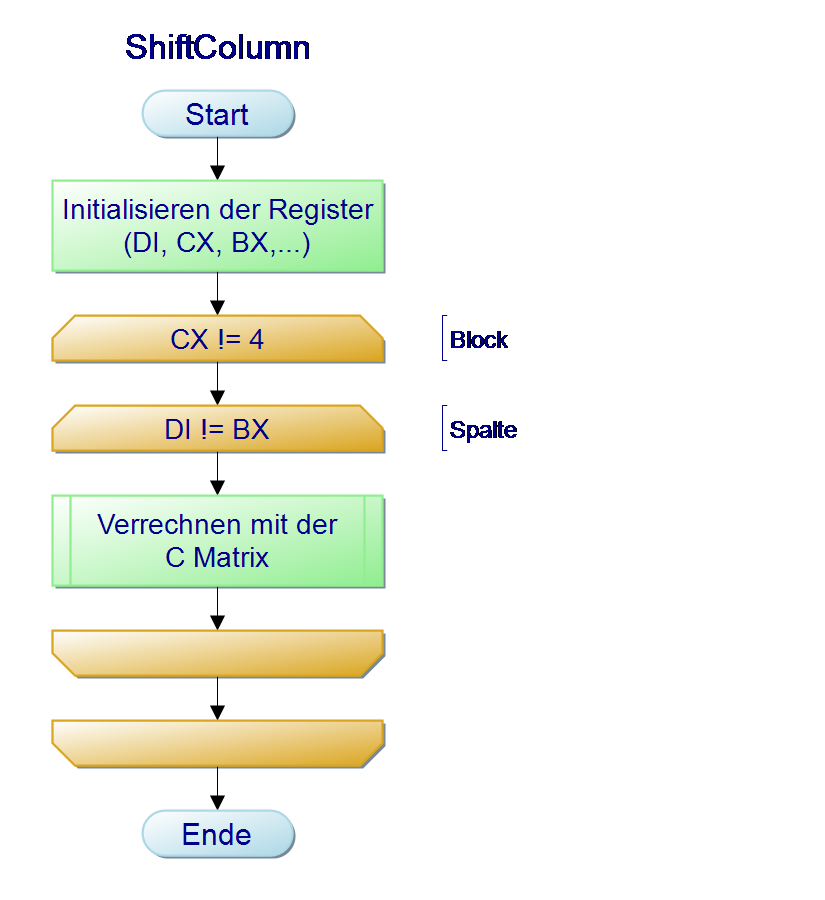 ShiftColumn
Start
Initialisieren der Register
(DI, CX, BX,...)
CX != 4
Block
DI != BX
Spalte
Verrechnen mit der
C Matrix
Ende